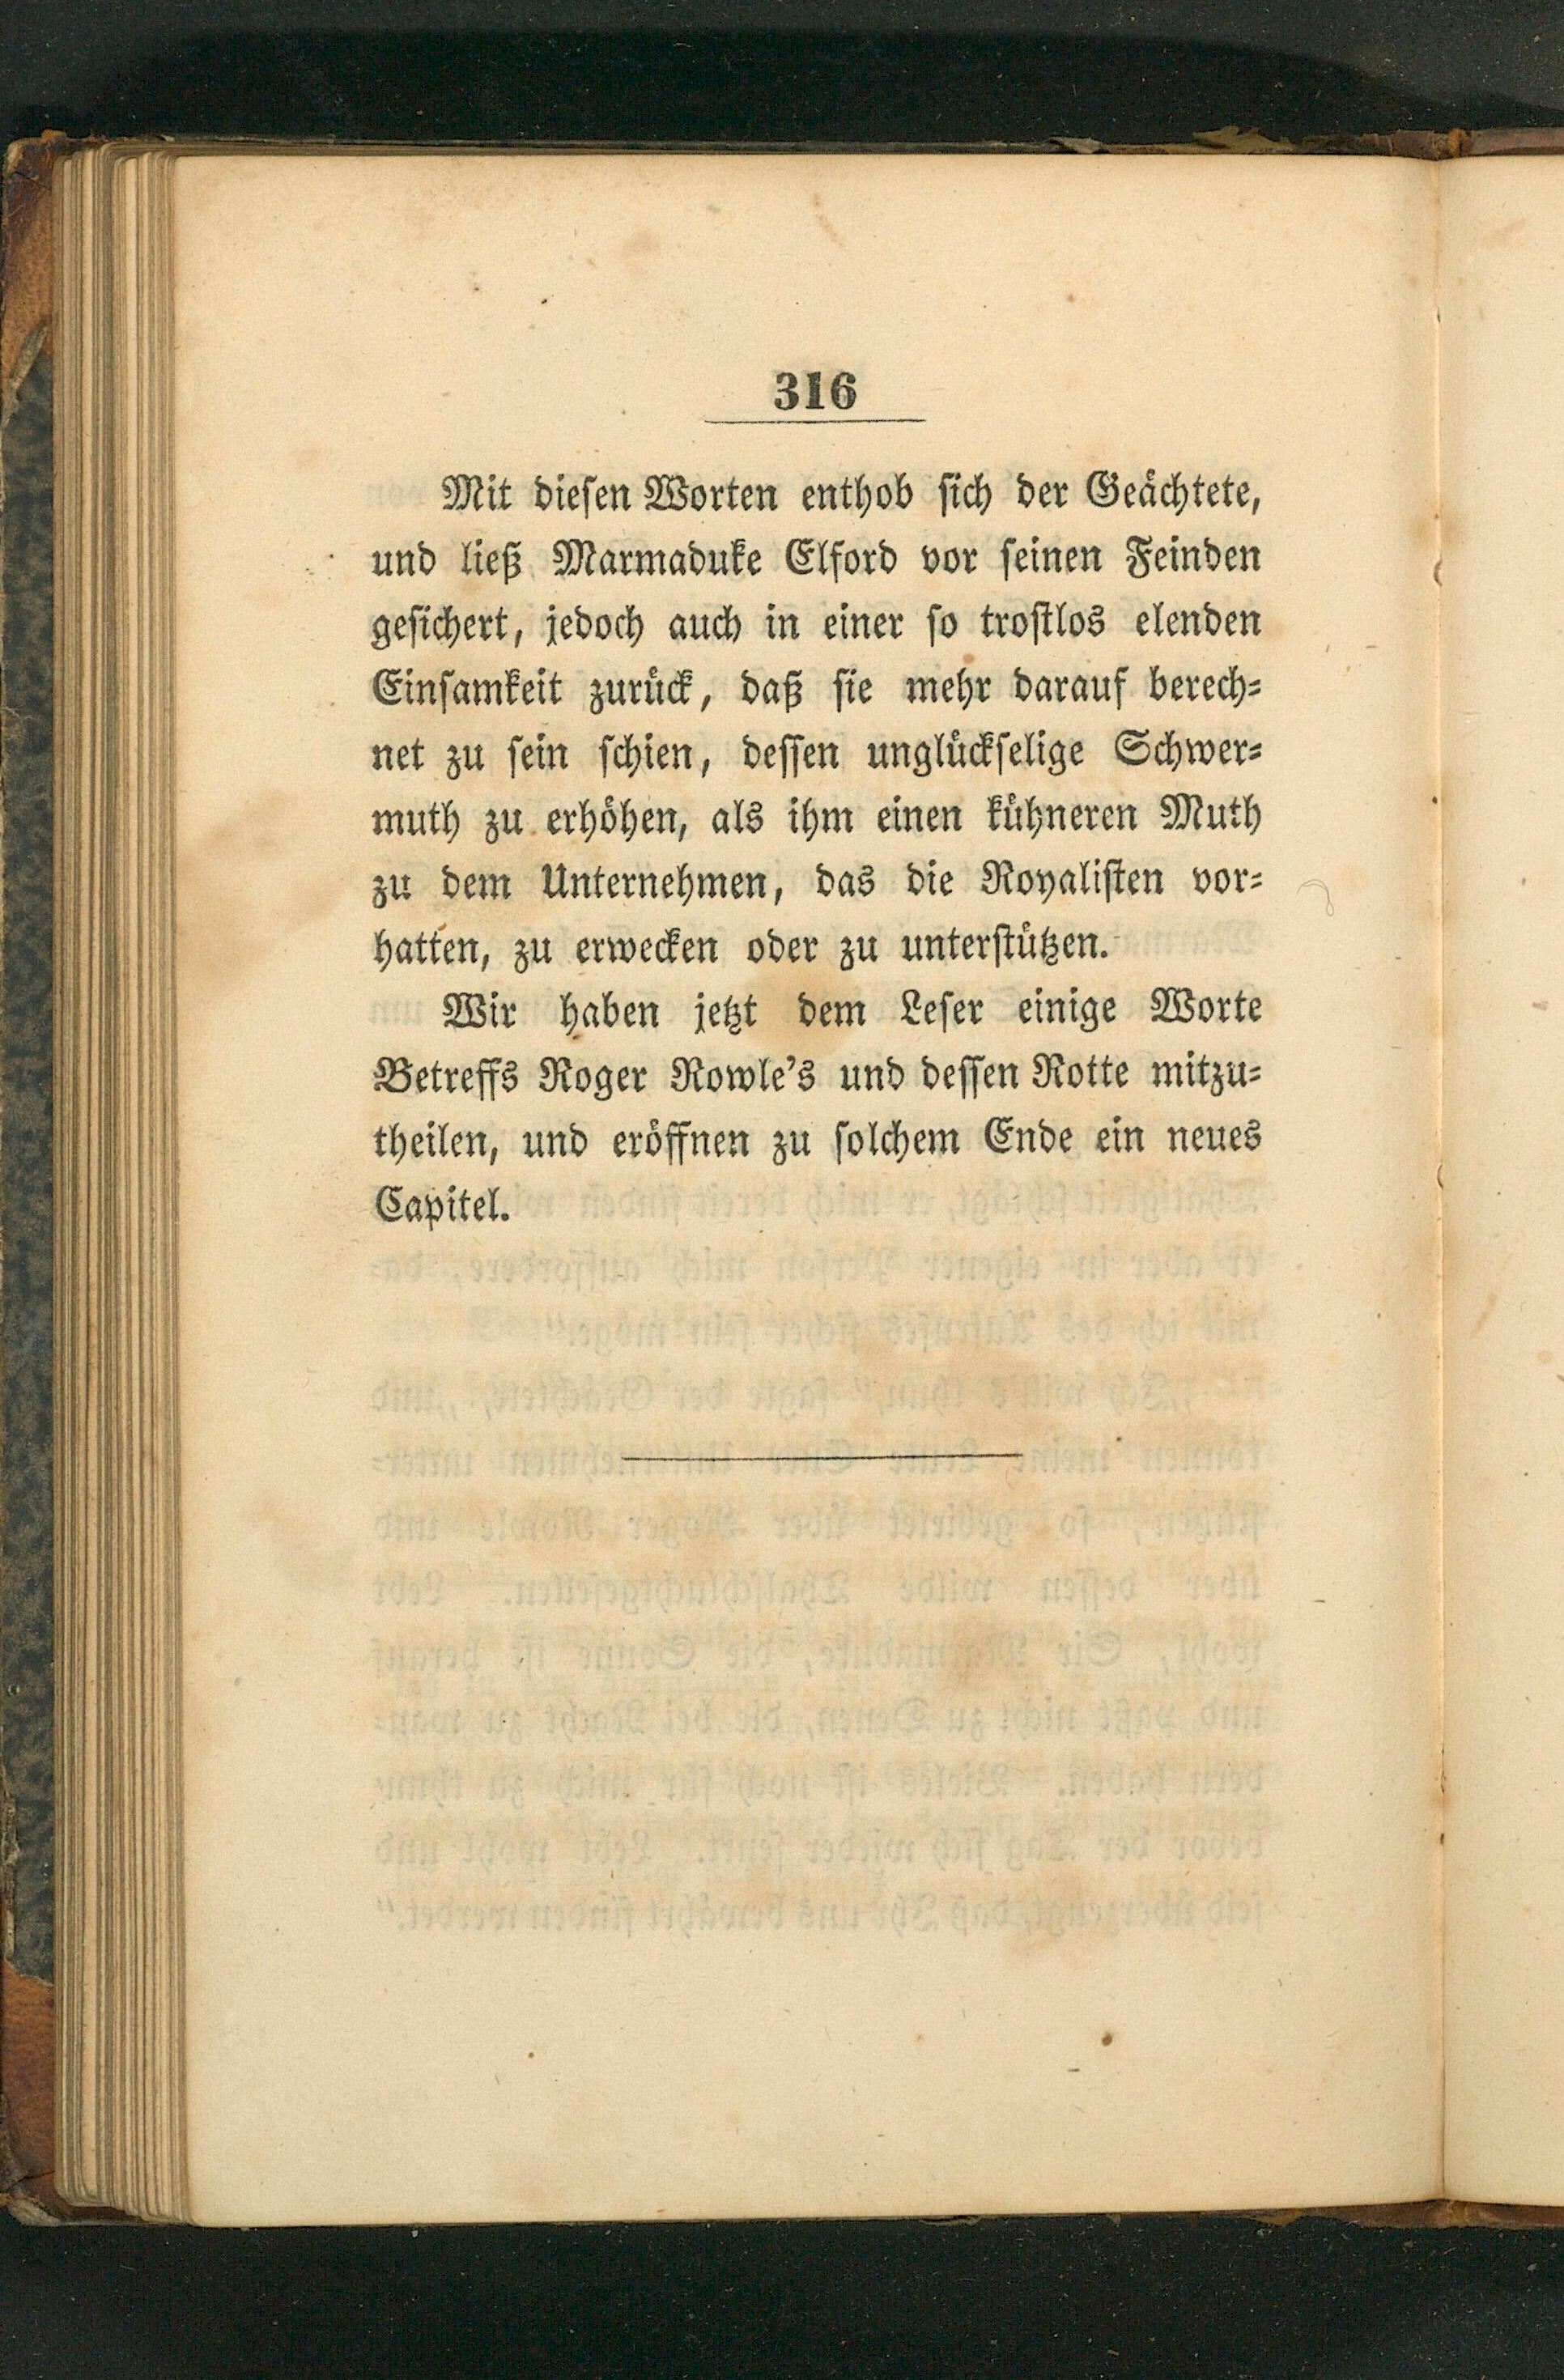 316
Mit diesen Worten enthob sich der Geächtete,
und ließ Marmaduke Elford vor seinen Feinden
gesichert, jedoch auch in einer so trostlos elenden
Einsamkeit zurück, daß sie mehr darauf berech=
net zu sein schien, dessen unglückselige Schwer=
muth zu erhöhen, als ihm einen kühneren Muth
zu dem Unternehmen, das die Royalisten vor=
hatten, zu erwecken oder zu unterstützen.
Wir haben jetzt dem Leser einige Worte
Betreffs Roger Rowle's und dessen Rotte mitzu=
theilen, und eröffnen zu solchem Ende ein neues
Capitel.